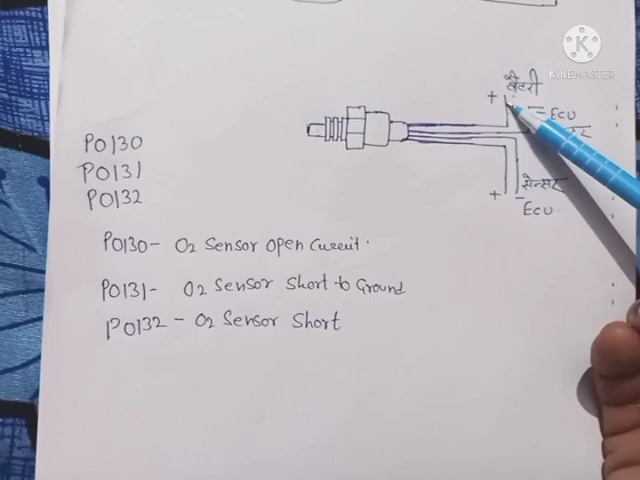 KINEMASTER
बैटरी
+
- ECU
P0130
P0131
P0132
सेन्सर
+ -
ECU
P0130- O2 Sensor Open Circuit.
P0131- O2 Sensor Short to Ground
P0132 - O2 Sensor Short